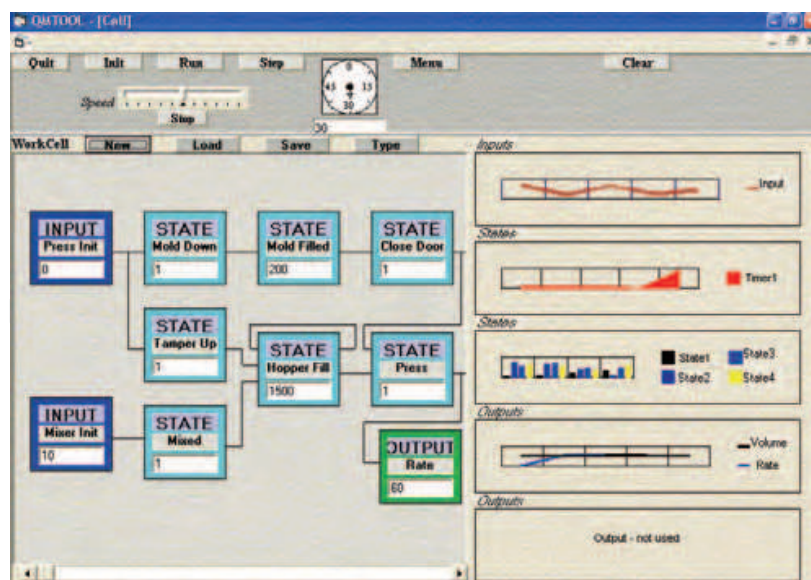 QMTOOL - [Cell]
Quit Init Run Step Menu Clear
Speed
Stop
0
15
30
45
30
WorkCell New Load Save Type
INPUT
Press Init
0
STATE
Mold Down
1
STATE
Mold Filled
200
STATE
Close Door
1
STATE
Tamper Up
1
STATE
Hopper Fill
1500
STATE
Press
1
INPUT
Mixer Init
10
STATE
Mixed
1
OUTPUT
Rate
60
Inputs
Input
States
Timer1
States
State1 State3
State2 State4
Outputs
Volume
Rate
Outputs
Output - not used